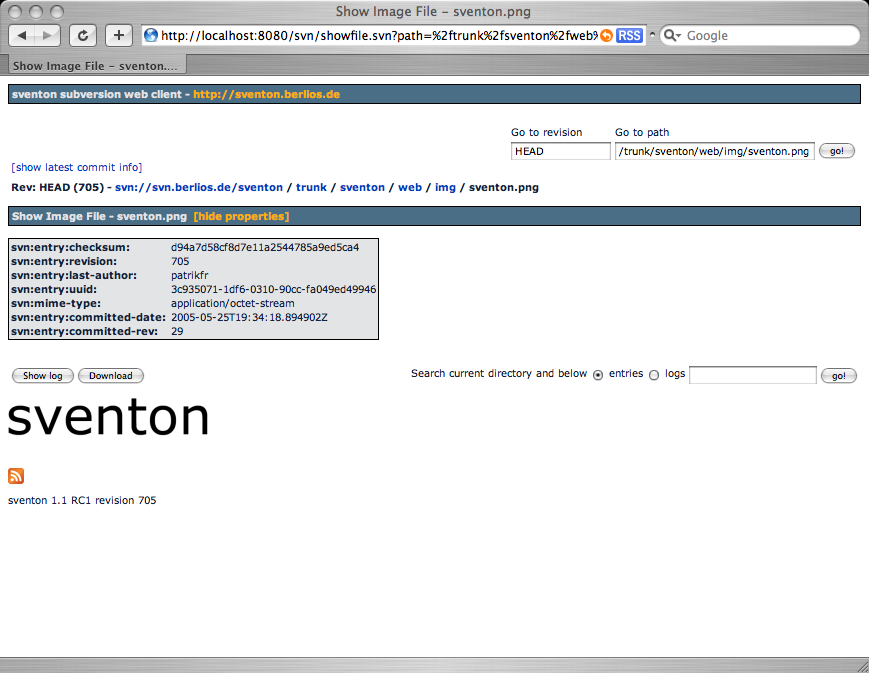 Show Image File - sventon.png
http://localhost:8080/svn/showfile.svn?path=%2ftrunk%2fsventon%2fweb% RSS Google
Show Image File - sventon....
sventon subversion web client - http://sventon.berlios.de
Go to revision Go to path
HEAD /trunk/sventon/web/img/sventon.png go!
[show latest commit info]
Rev: HEAD (705) - svn://svn.berlios.de/sventon / trunk / sventon / web / img / sventon.png
Show Image File - sventon.png [hide properties]
svn:entry:checksum: d94a7d58cf8d7e11a2544785a9ed5ca4
svn:entry:revision: 705
svn:entry:last-author: patrikfr
svn:entry:uuid: 3c935071-1df6-0310-90cc-fa049ed49946
svn:mime-type: application/octet-stream
svn:entry:committed-date: 2005-05-25T19:34:18.894902Z
svn:entry:committed-rev: 29
Show log Download Search current directory and below entries logs go!
sventon
sventon 1.1 RC1 revision 705